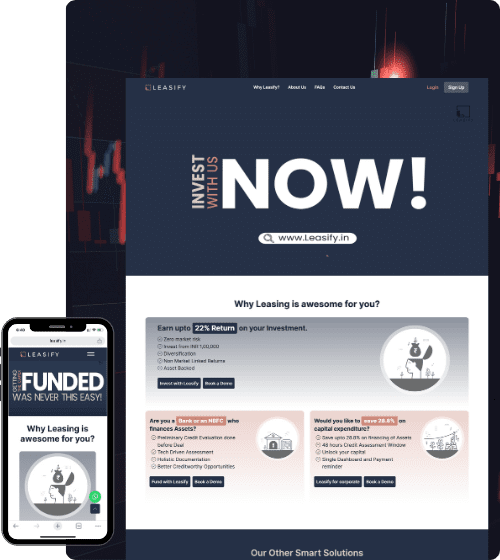 LEASIFY
Why Leasify? About Us FAQs Contact Us
Login Sign Up
INVEST
WITH US
NOW!
www.Leasify.in
Why Leasing is awesome for you?
Earn upto 22% Return on your Investment.
Zero market risk
Invest from INR 1,00,000
Diversification
Non Market Linked Returns
Asset Backed
Invest with Leasify Book a Demo
Are you a Bank or an NBFC who
finances Assets?
Preliminary Credit Evaluation done
before Deal
Tech Driven Assessment
Holistic Documentation
Better Creditworthy Opportunities
Fund with Leasify Book a Demo
Would you like to save 28.6% on
capital expenditure?
Save upto 28.6% on financing of Assets
48 hours Credit Assessment Window
Unlock your capital
Single Dashboard and Payment
reminder
Leasify for corporate Book a Demo
Our Other Smart Solutions
6:40
LEASIFY
GETTING
FUNDED
WAS NEVER THIS EASY!
Why Leasing is
awesome for you?